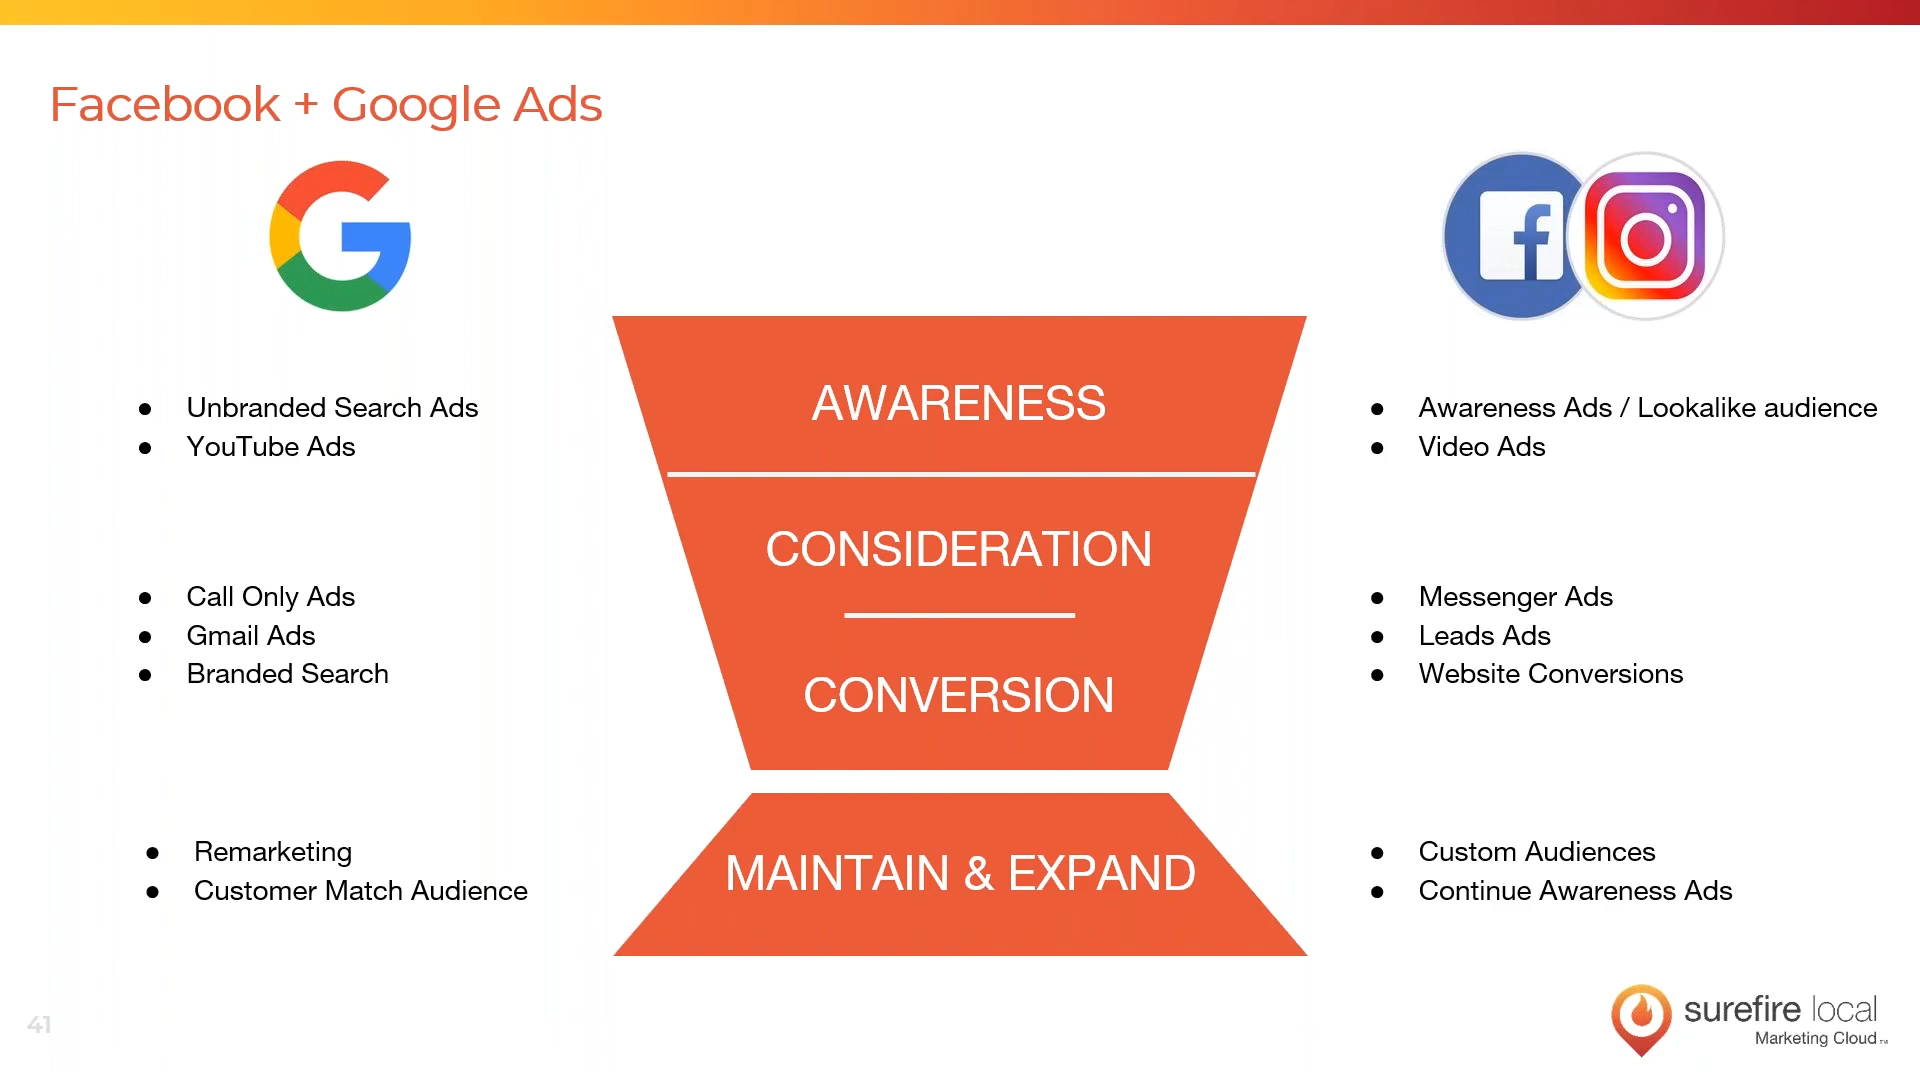 Facebook + Google Ads
● Unbranded Search Ads
● YouTube Ads
● Call Only Ads
● Gmail Ads
● Branded Search
● Remarketing
● Customer Match Audience
AWARENESS
CONSIDERATION
CONVERSION
MAINTAIN & EXPAND
● Awareness Ads / Lookalike audience
● Video Ads
● Messenger Ads
● Leads Ads
● Website Conversions
● Custom Audiences
● Continue Awareness Ads
41
surefire local
Marketing Cloud™